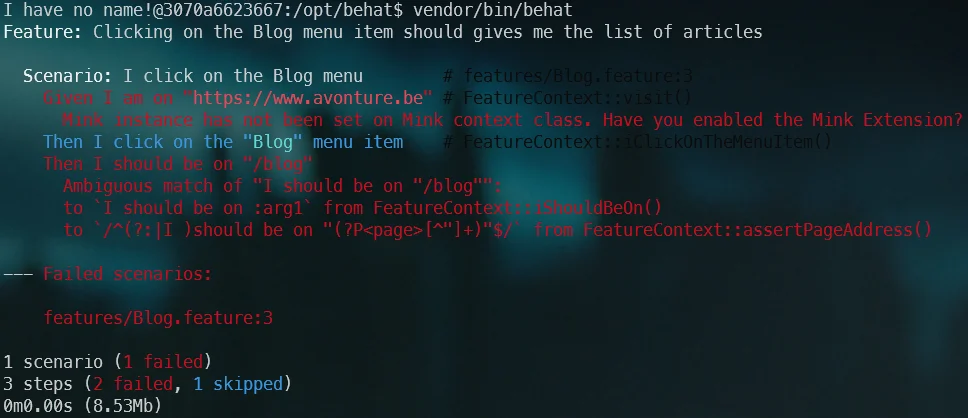 I have no name!@3070a6623667:/opt/behat$ vendor/bin/behat
Feature: Clicking on the Blog menu item should gives me the list of articles
Scenario: I click on the Blog menu # features/Blog.feature:3
Given I am on "https://www.avonture.be" # FeatureContext::visit()
Mink instance has not been set on Mink context class. Have you enabled the Mink Extension?
Then I click on the "Blog" menu item # FeatureContext::iClickOnTheMenuItem()
Then I should be on "/blog"
Ambiguous match of "I should be on "/blog"":
to `I should be on :arg1` from FeatureContext::iShouldBeOn()
to `/^(?:|I )should be on "(?P<page>[^"]+)"$/` from FeatureContext::assertPageAddress()
--- Failed scenarios:
features/Blog.feature:3
1 scenario (1 failed)
3 steps (2 failed, 1 skipped)
0m0.00s (8.53Mb)